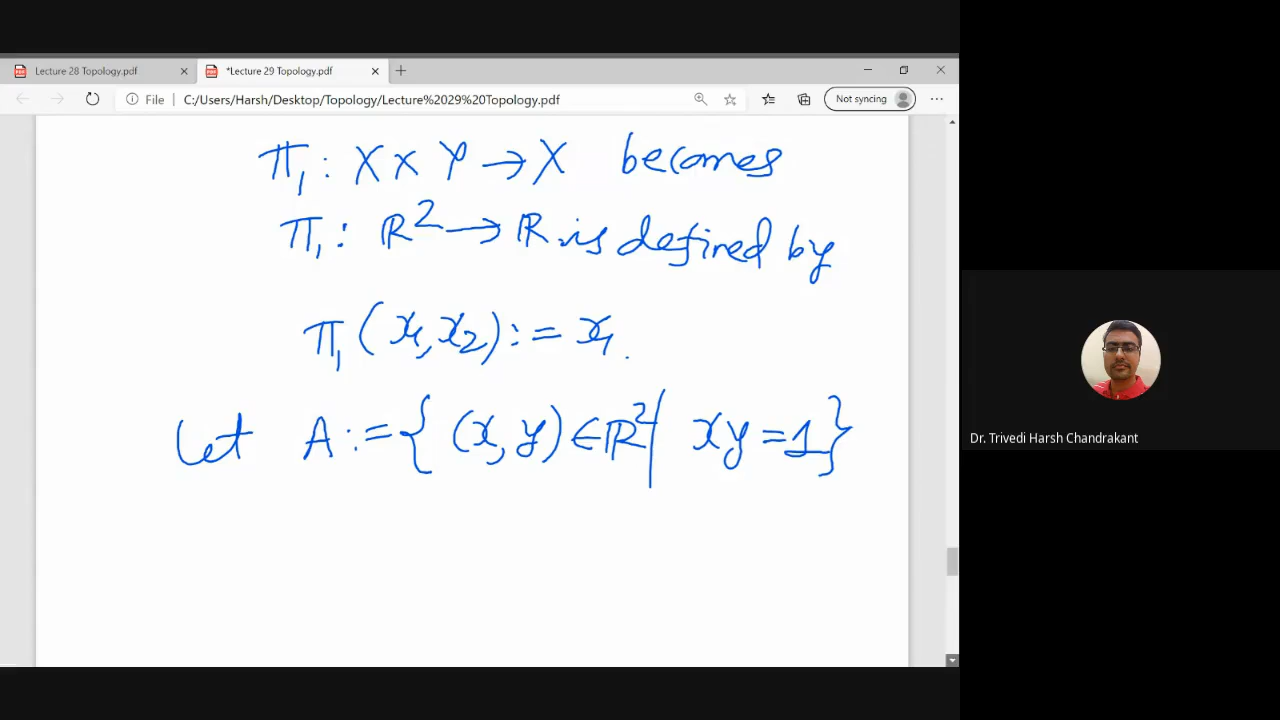 Lecture 28 Topology.pdf
*Lecture 29 Topology.pdf
File
C:/Users/Harsh/Desktop/Topology/Lecture%2029%20Topology.pdf
Not syncing
π₁ : X × Y → X becomes
π₁ : ℝ² → ℝ is defined by
π₁ (x₁, x₂) := x₁.
Let A := { (x, y) ∈ ℝ² | xy = 1 }
Dr. Trivedi Harsh Chandrakant